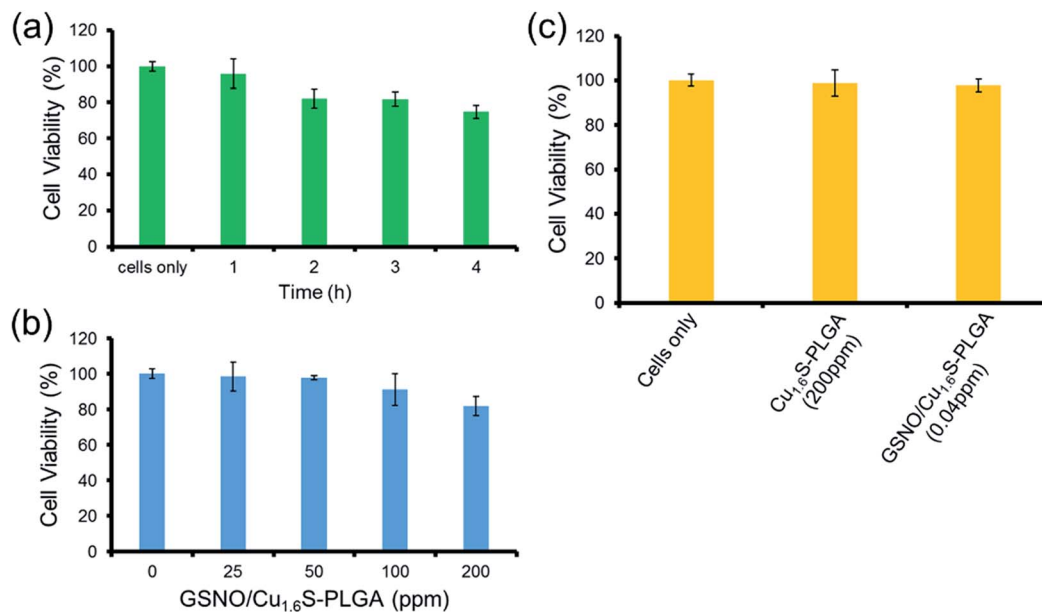 (a)
Cell Viability (%)
120
100
80
60
40
20
0
cells only 1 2 3 4
Time (h)
(b)
Cell Viability (%)
120
100
80
60
40
20
0
0 25 50 100 200
GSNO/Cu₁.₆S-PLGA (ppm)
(c)
Cell Viability (%)
120
100
80
60
40
20
0
Cells only
Cu₁.₆S-PLGA
(200ppm)
GSNO/Cu₁.₆S-PLGA
(0.04ppm)